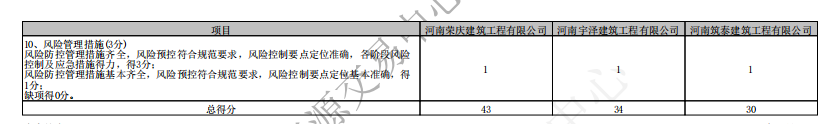 项目 河南荣庆建筑工程有限公司 河南宇泽建筑工程有限公司 河南筑泰建筑工程有限公司
10、风险管理措施(3分)
风险防控管理措施齐全，风险预控符合规范要求，风险控制要点定位准确，各阶段风险
控制及应急措施得力，得3分；
风险防控管理措施基本齐全，风险预控符合规范要求，风险控制要点定位基本准确，得
1分；
缺项得0分。
1 1 1
总得分 43 34 30
源交易中心
中心